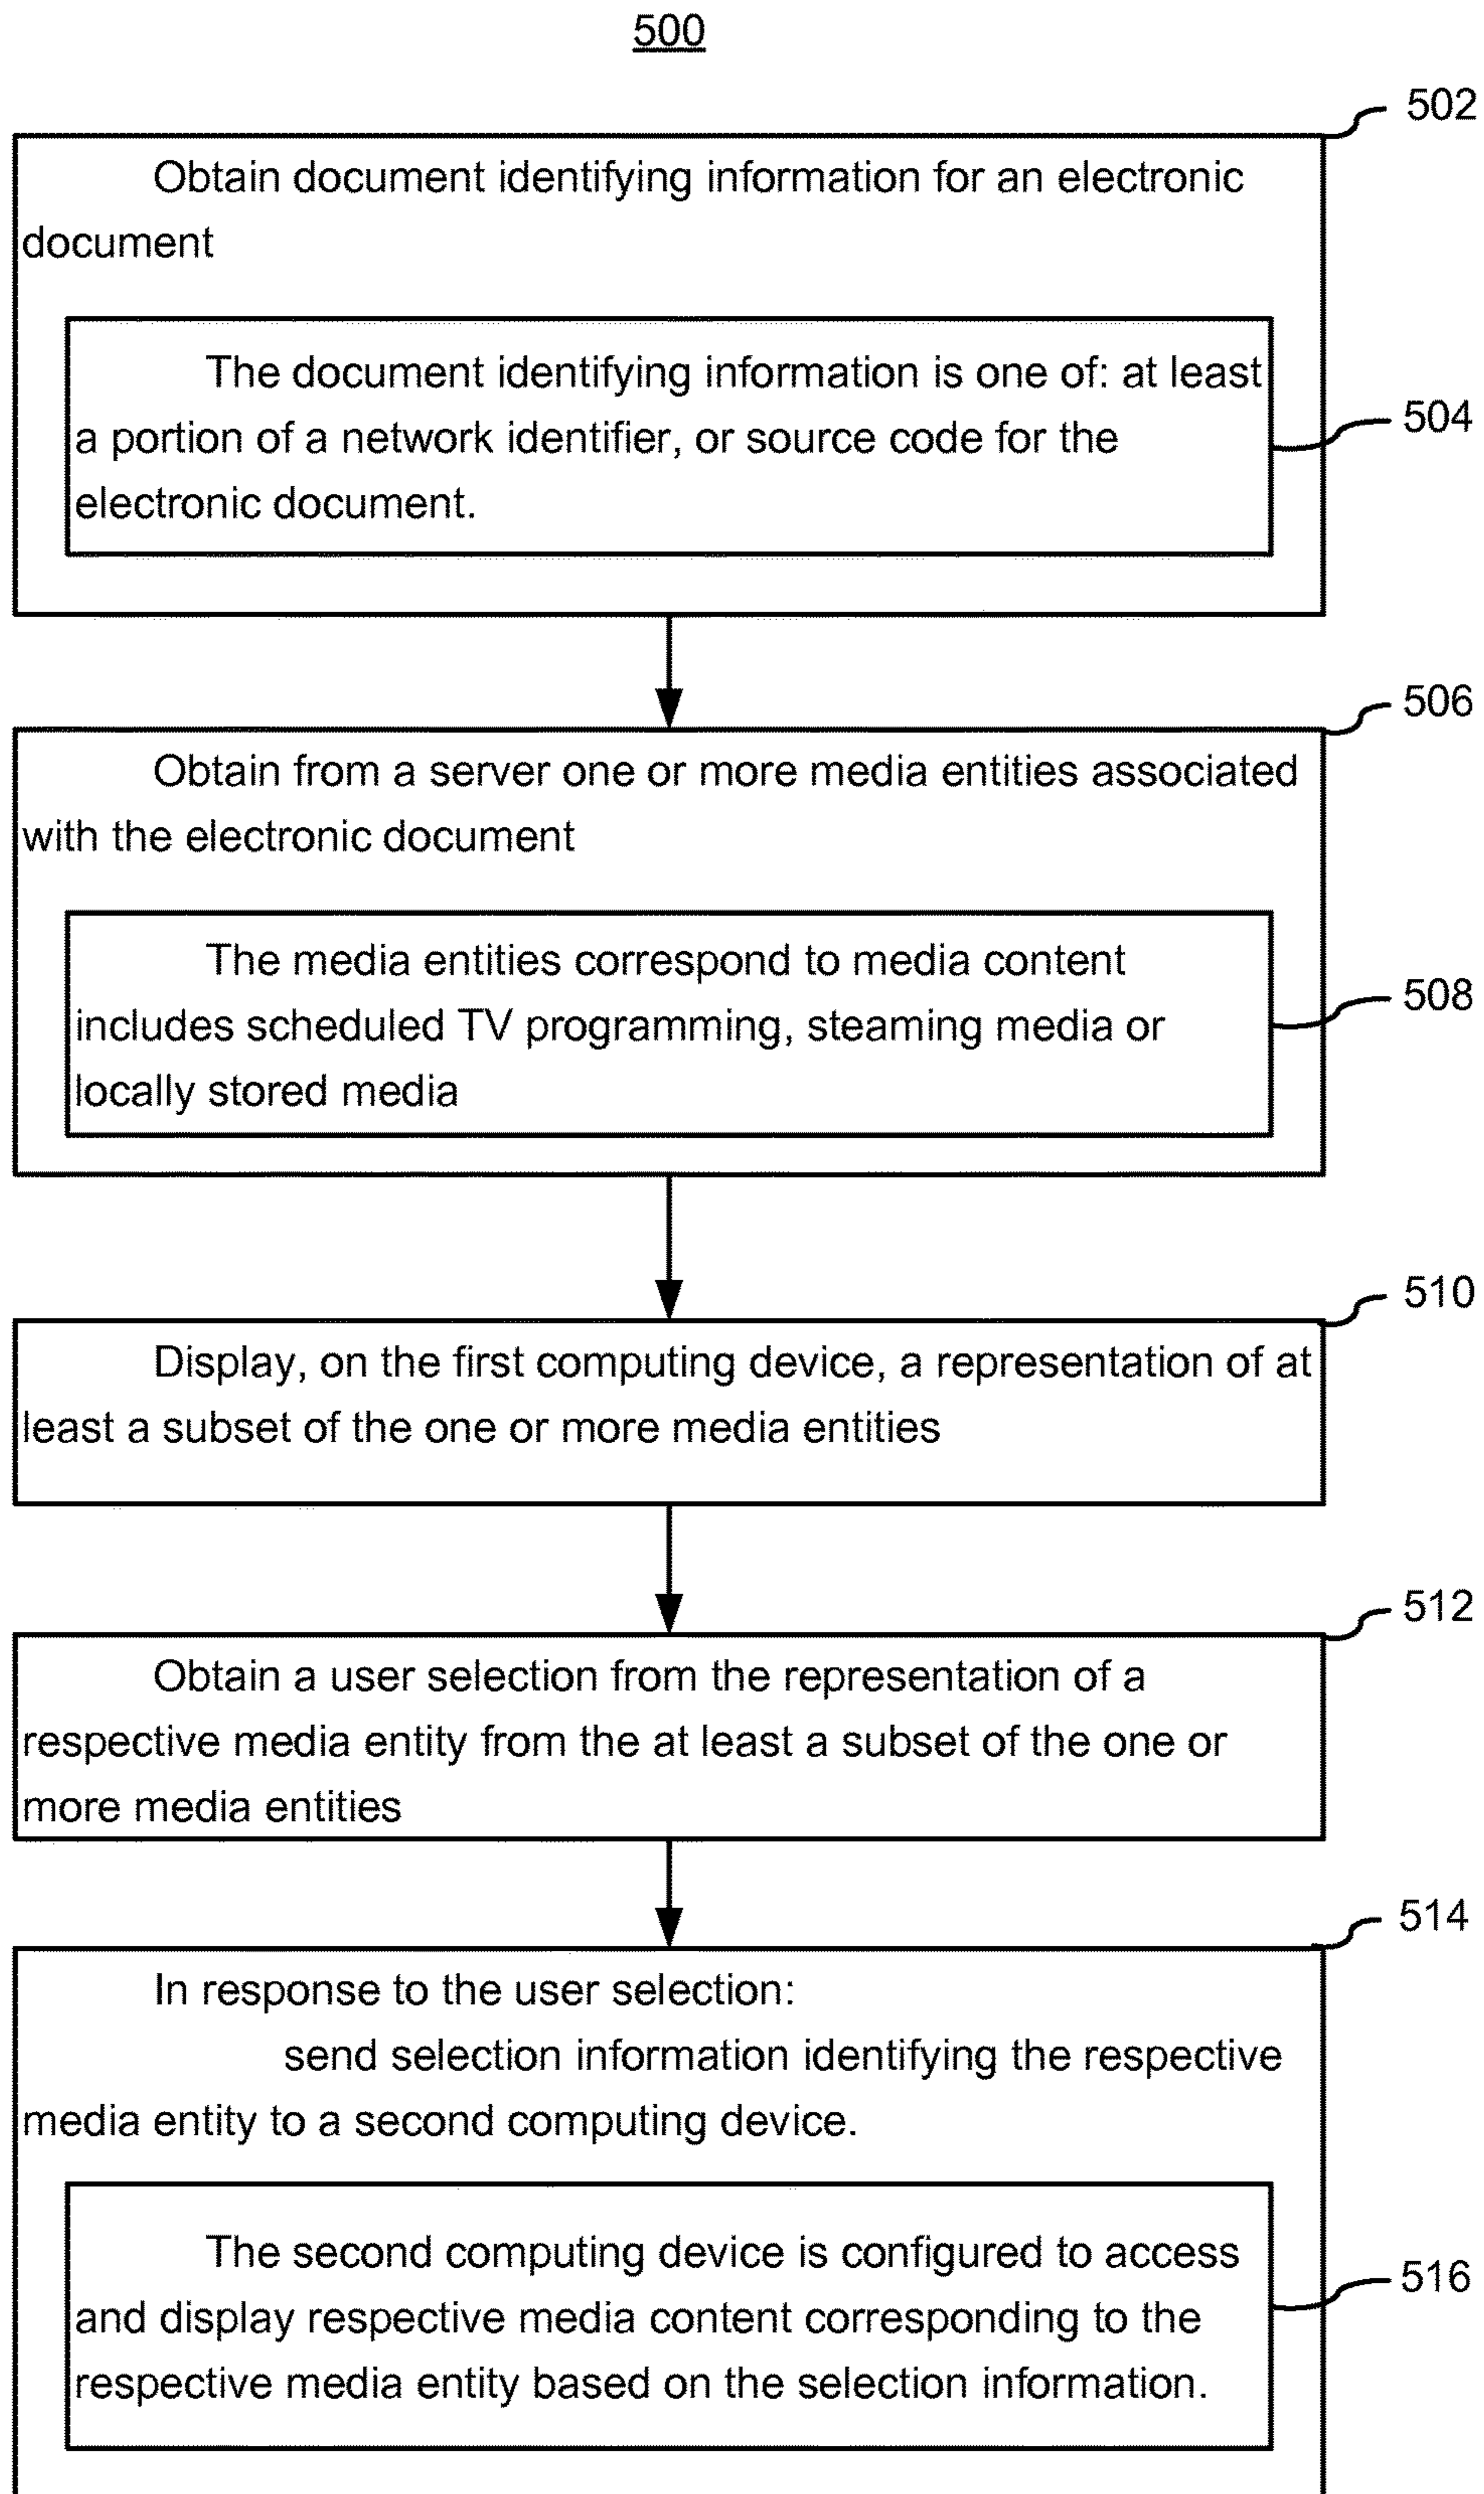 500
502
Obtain document identifying information for an electronic
document
The document identifying information is one of: at least
a portion of a network identifier, or source code for the
electronic document.
504
506
Obtain from a server one or more media entities associated
with the electronic document
The media entities correspond to media content
includes scheduled TV programming, steaming media or
locally stored media
508
510
Display, on the first computing device, a representation of at
least a subset of the one or more media entities
512
Obtain a user selection from the representation of a
respective media entity from the at least a subset of the one or
more media entities
514
In response to the user selection:
send selection information identifying the respective
media entity to a second computing device.
The second computing device is configured to access
and display respective media content corresponding to the
respective media entity based on the selection information.
516